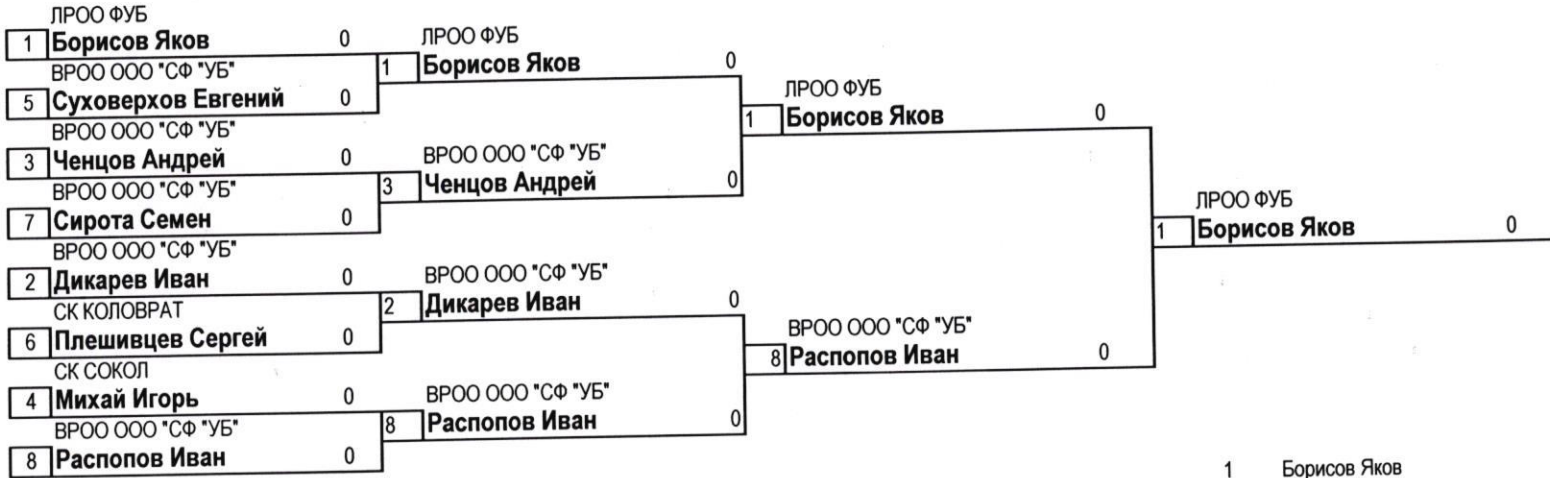 ЛРОО ФУБ
1 Борисов Яков 0
ВРОО ООО "СФ "УБ"
5 Суховерхов Евгений 0
ВРОО ООО "СФ "УБ"
3 Ченцов Андрей 0
ВРОО ООО "СФ "УБ"
7 Сирота Семен 0
ВРОО ООО "СФ "УБ"
2 Дикарев Иван 0
СК КОЛОВРАТ
6 Плешивцев Сергей 0
СК СОКОЛ
4 Михай Игорь 0
ВРОО ООО "СФ "УБ"
8 Распопов Иван 0
ЛРОО ФУБ
1 Борисов Яков 0
ВРОО ООО "СФ "УБ"
3 Ченцов Андрей 0
ВРОО ООО "СФ "УБ"
2 Дикарев Иван 0
ВРОО ООО "СФ "УБ"
8 Распопов Иван 0
ЛРОО ФУБ
1 Борисов Яков 0
ВРОО ООО "СФ "УБ"
8 Распопов Иван 0
ЛРОО ФУБ
1 Борисов Яков 0
1 Борисов Яков